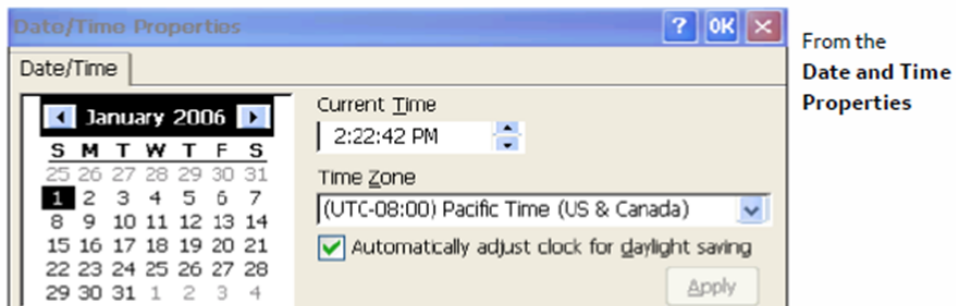 Date/Time Properties ? OK ×
Date/Time
January 2006
S M T W T F S
25 26 27 28 29 30 31
1 2 3 4 5 6 7
8 9 10 11 12 13 14
15 16 17 18 19 20 21
22 23 24 25 26 27 28
29 30 31 1 2 3 4
Current Time
2:22:42 PM
Time Zone
(UTC-08:00) Pacific Time (US & Canada)
Automatically adjust clock for daylight saving
Apply
From the
Date and Time
Properties